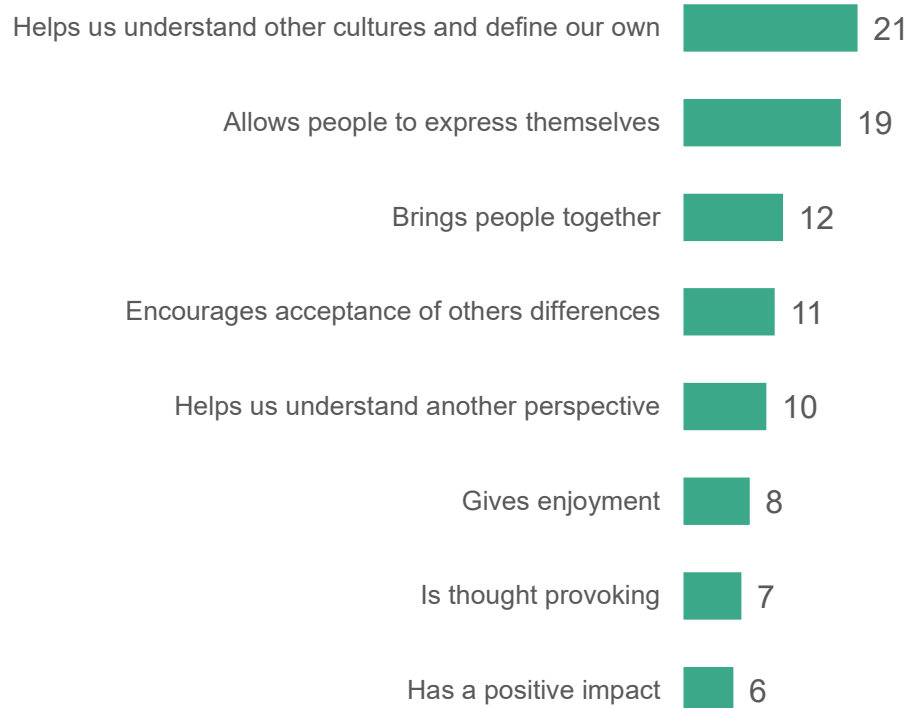 Helps us understand other cultures and define our own 21
Allows people to express themselves 19
Brings people together 12
Encourages acceptance of others differences 11
Helps us understand another perspective 10
Gives enjoyment 8
Is thought provoking 7
Has a positive impact 6